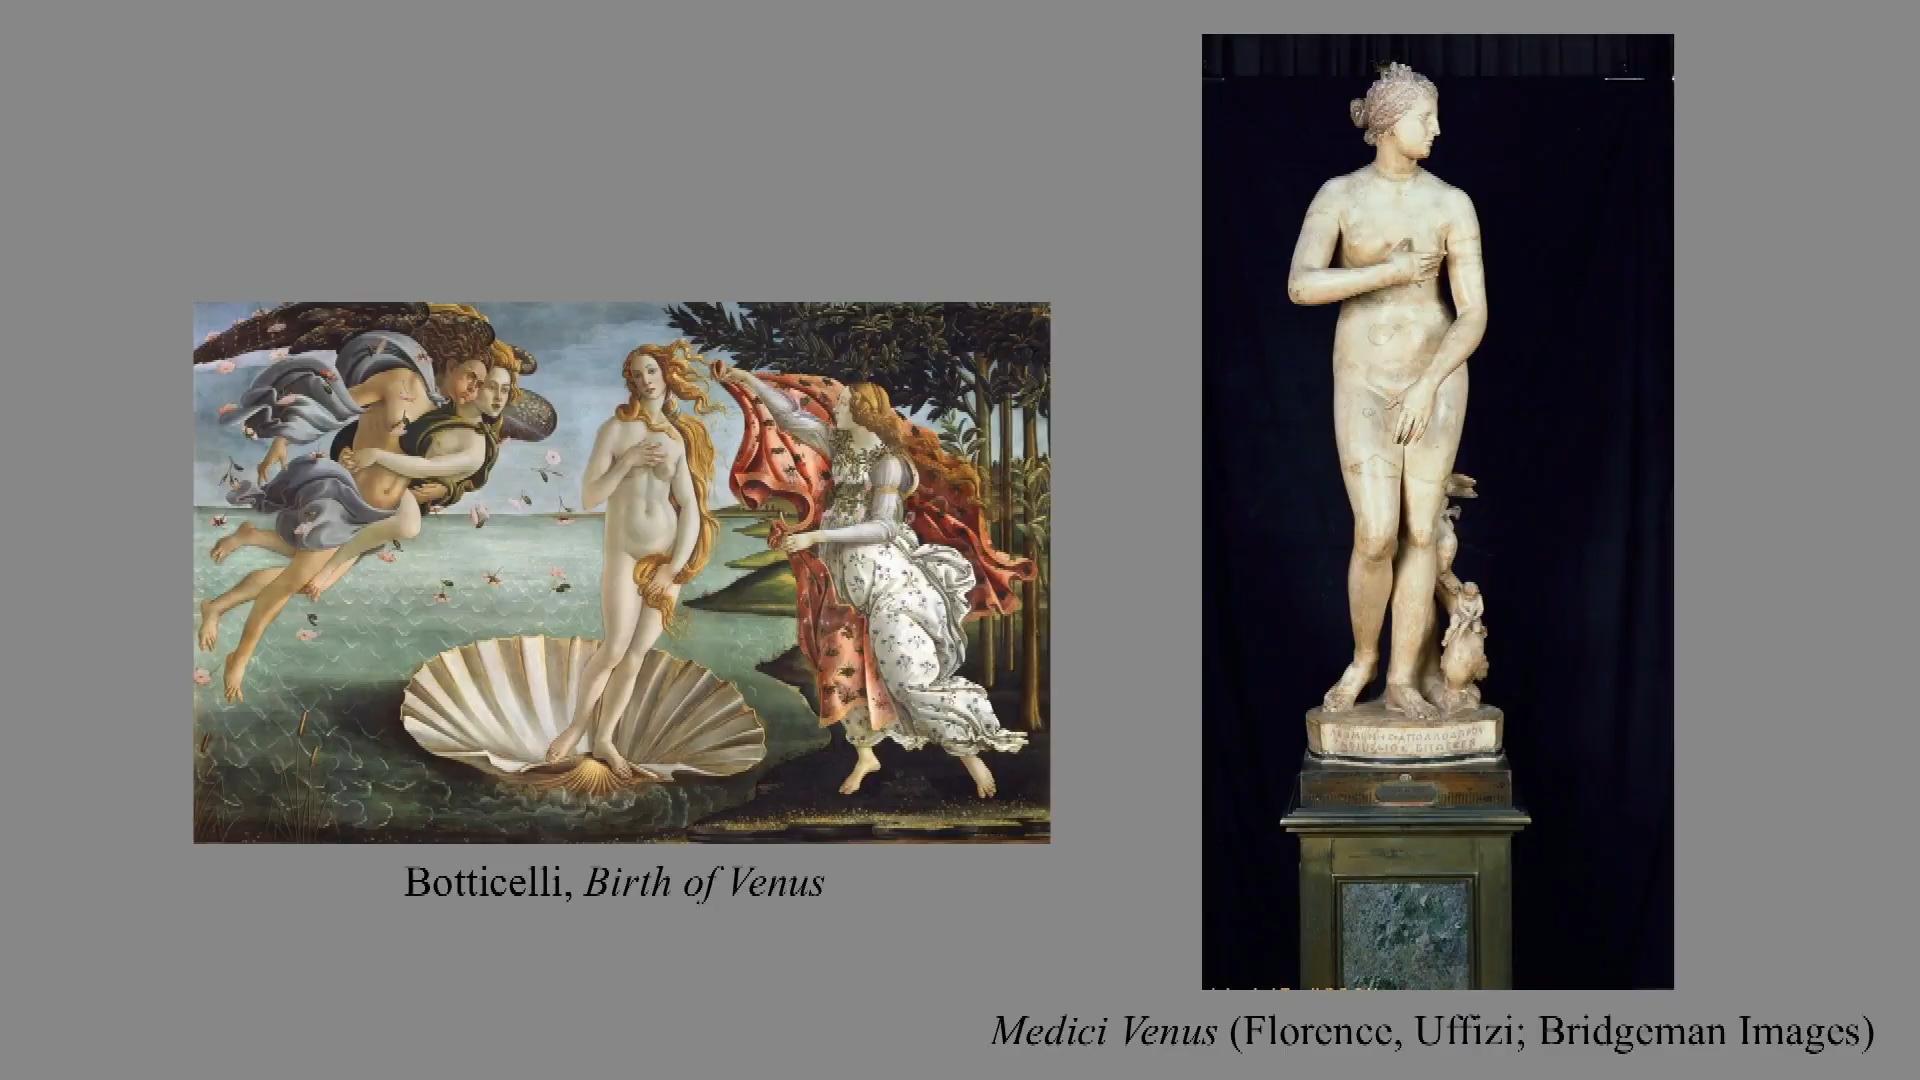 Botticelli, Birth of Venus
Medici Venus (Florence, Uffizi; Bridgeman Images)